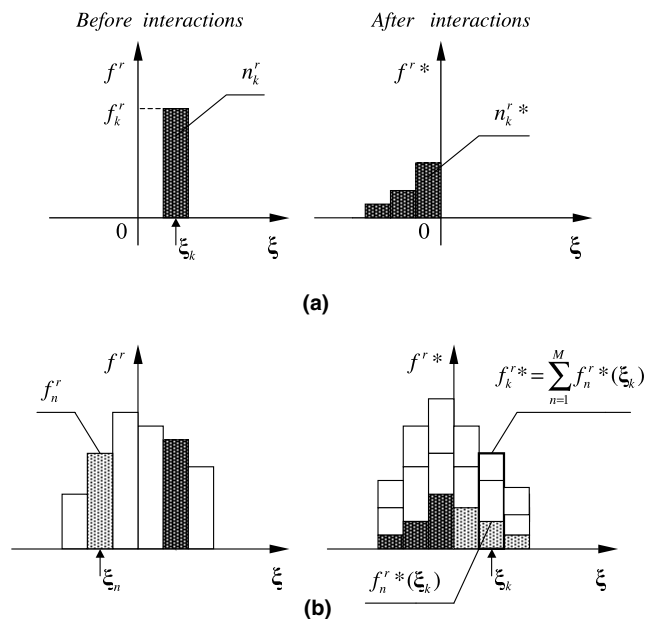 Before interactions
After interactions
f^r
f^r*
n_k^r
f_k^r
n_k^r*
0
ξ_k
ξ
0
ξ
(a)
f^r
f^r*
f_k^r* = \sum_{n=1}^{M} f_n^r*(ξ_k)
f_n^r
ξ_n
ξ
f_n^r*(ξ_k)
ξ_k
ξ
(b)